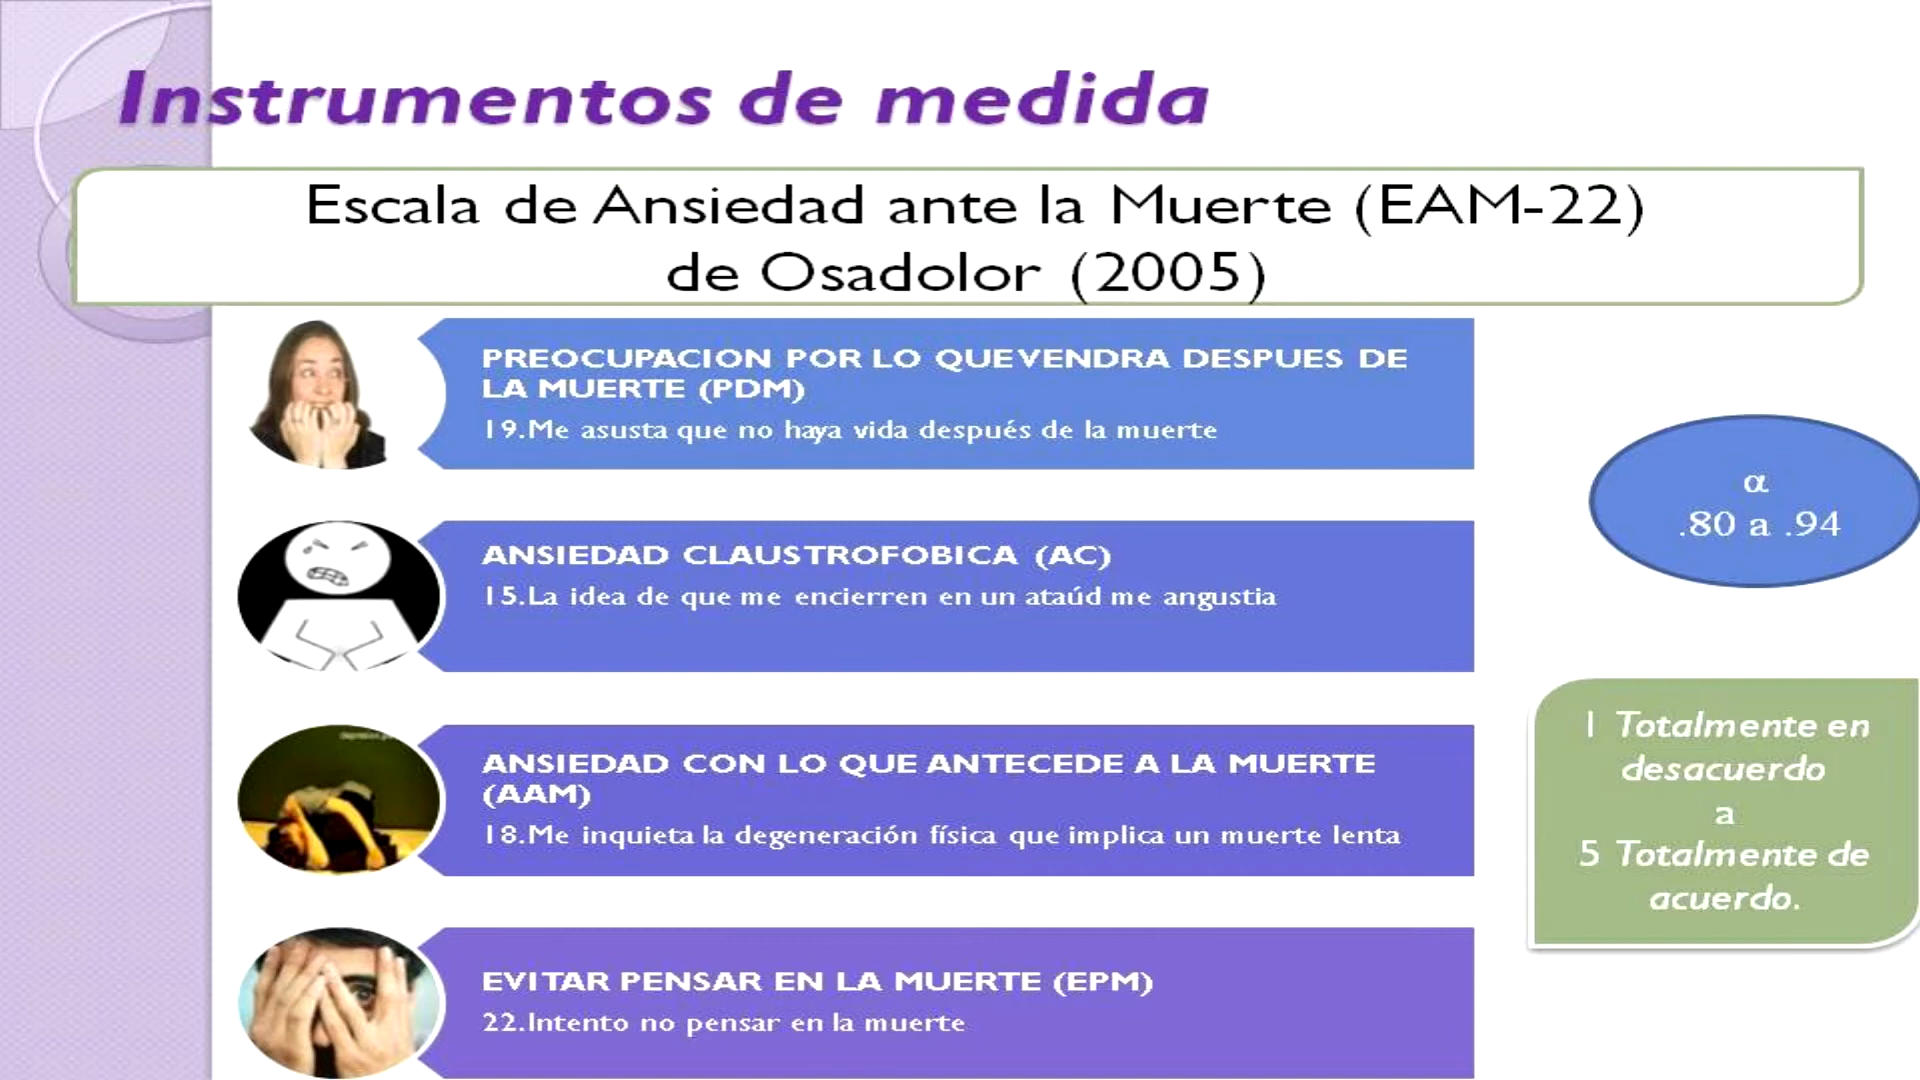 Instrumentos de medida
Escala de Ansiedad ante la Muerte (EAM-22)
de Osadolor (2005)
PREOCUPACION POR LO QUE VENDRA DESPUES DE
LA MUERTE (PDM)
19.Me asusta que no haya vida después de la muerte
ANSIEDAD CLAUSTROFOBICA (AC)
15.La idea de que me encierren en un ataúd me angustia
ANSIEDAD CON LO QUE ANTECEDE A LA MUERTE
(AAM)
18.Me inquieta la degeneración física que implica un muerte lenta
EVITAR PENSAR EN LA MUERTE (EPM)
22.Intento no pensar en la muerte
α
.80 a .94
1 Totalmente en
desacuerdo
a
5 Totalmente de
acuerdo.